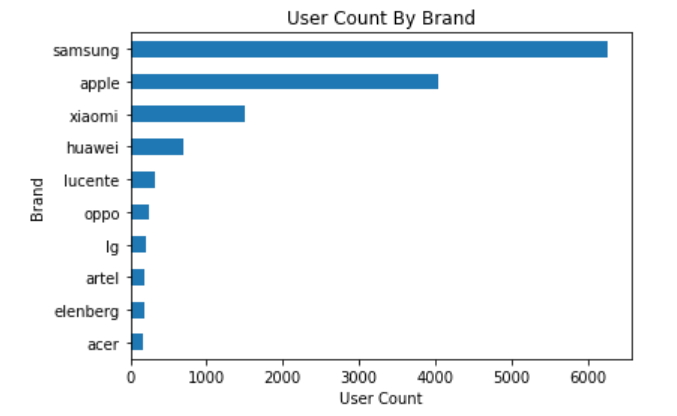 User Count By Brand
samsung
apple
xiaomi
huawei
lucente
oppo
lg
artel
elenberg
acer
Brand
0 1000 2000 3000 4000 5000 6000
User Count